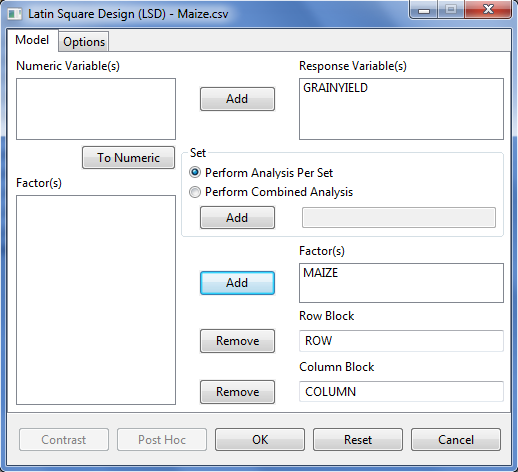 Latin Square Design (LSD) - Maize.csv
Model Options
Numeric Variable(s)
Response Variable(s)
Add
GRAINYIELD
To Numeric
Set
Perform Analysis Per Set
Perform Combined Analysis
Add
Factor(s)
Factor(s)
Add
MAIZE
Row Block
Remove
ROW
Column Block
Remove
COLUMN
Contrast Post Hoc OK Reset Cancel